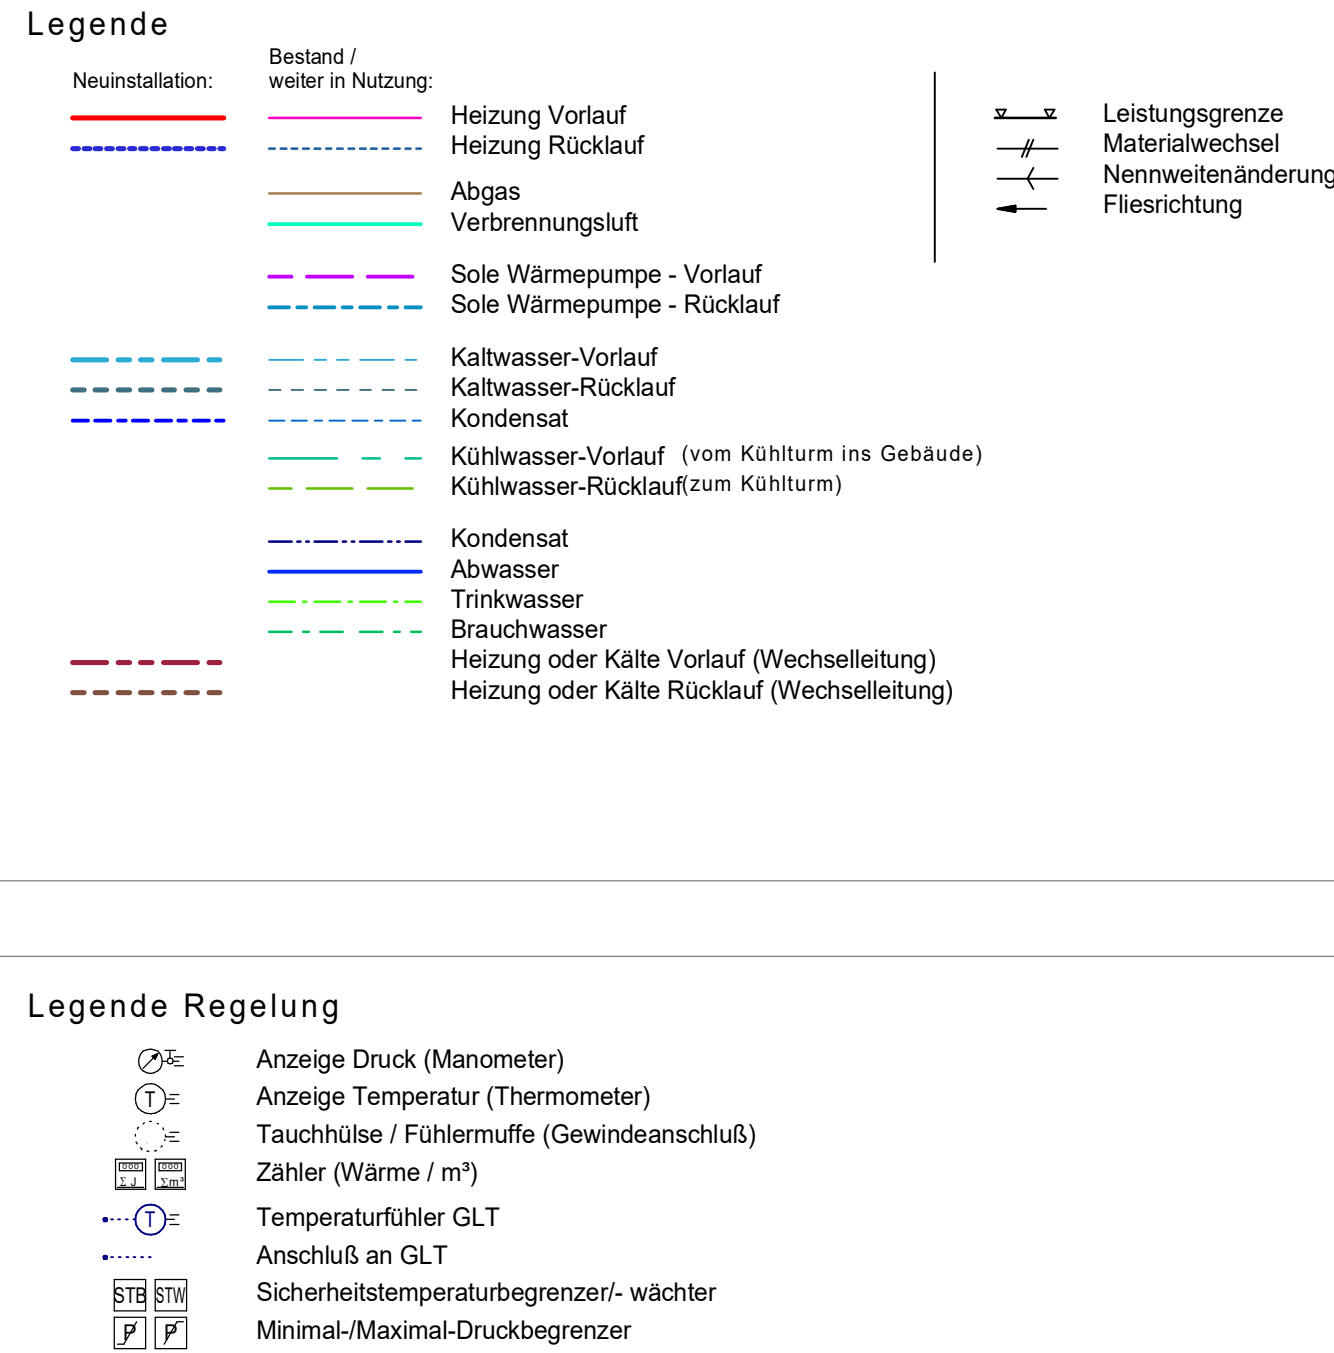 Legende
Neuinstallation:
Bestand /
weiter in Nutzung:
Heizung Vorlauf
Heizung Rücklauf
Abgas
Verbrennungsluft
Sole Wärmepumpe - Vorlauf
Sole Wärmepumpe - Rücklauf
Kaltwasser-Vorlauf
Kaltwasser-Rücklauf
Kondensat
Kühlwasser-Vorlauf (vom Kühlturm ins Gebäude)
Kühlwasser-Rücklauf(zum Kühlturm)
Kondensat
Abwasser
Trinkwasser
Brauchwasser
Heizung oder Kälte Vorlauf (Wechselleitung)
Heizung oder Kälte Rücklauf (Wechselleitung)
Leistungsgrenze
Materialwechsel
Nennweitenänderung
Fliesrichtung
Legende Regelung
Anzeige Druck (Manometer)
T Anzeige Temperatur (Thermometer)
Tauchhülse / Fühlermuffe (Gewindeanschluß)
000 000
ΣJ Σm³ Zähler (Wärme / m³)
T Temperaturfühler GLT
Anschluß an GLT
STB STW Sicherheitstemperaturbegrenzer/- wächter
P P Minimal-/Maximal-Druckbegrenzer